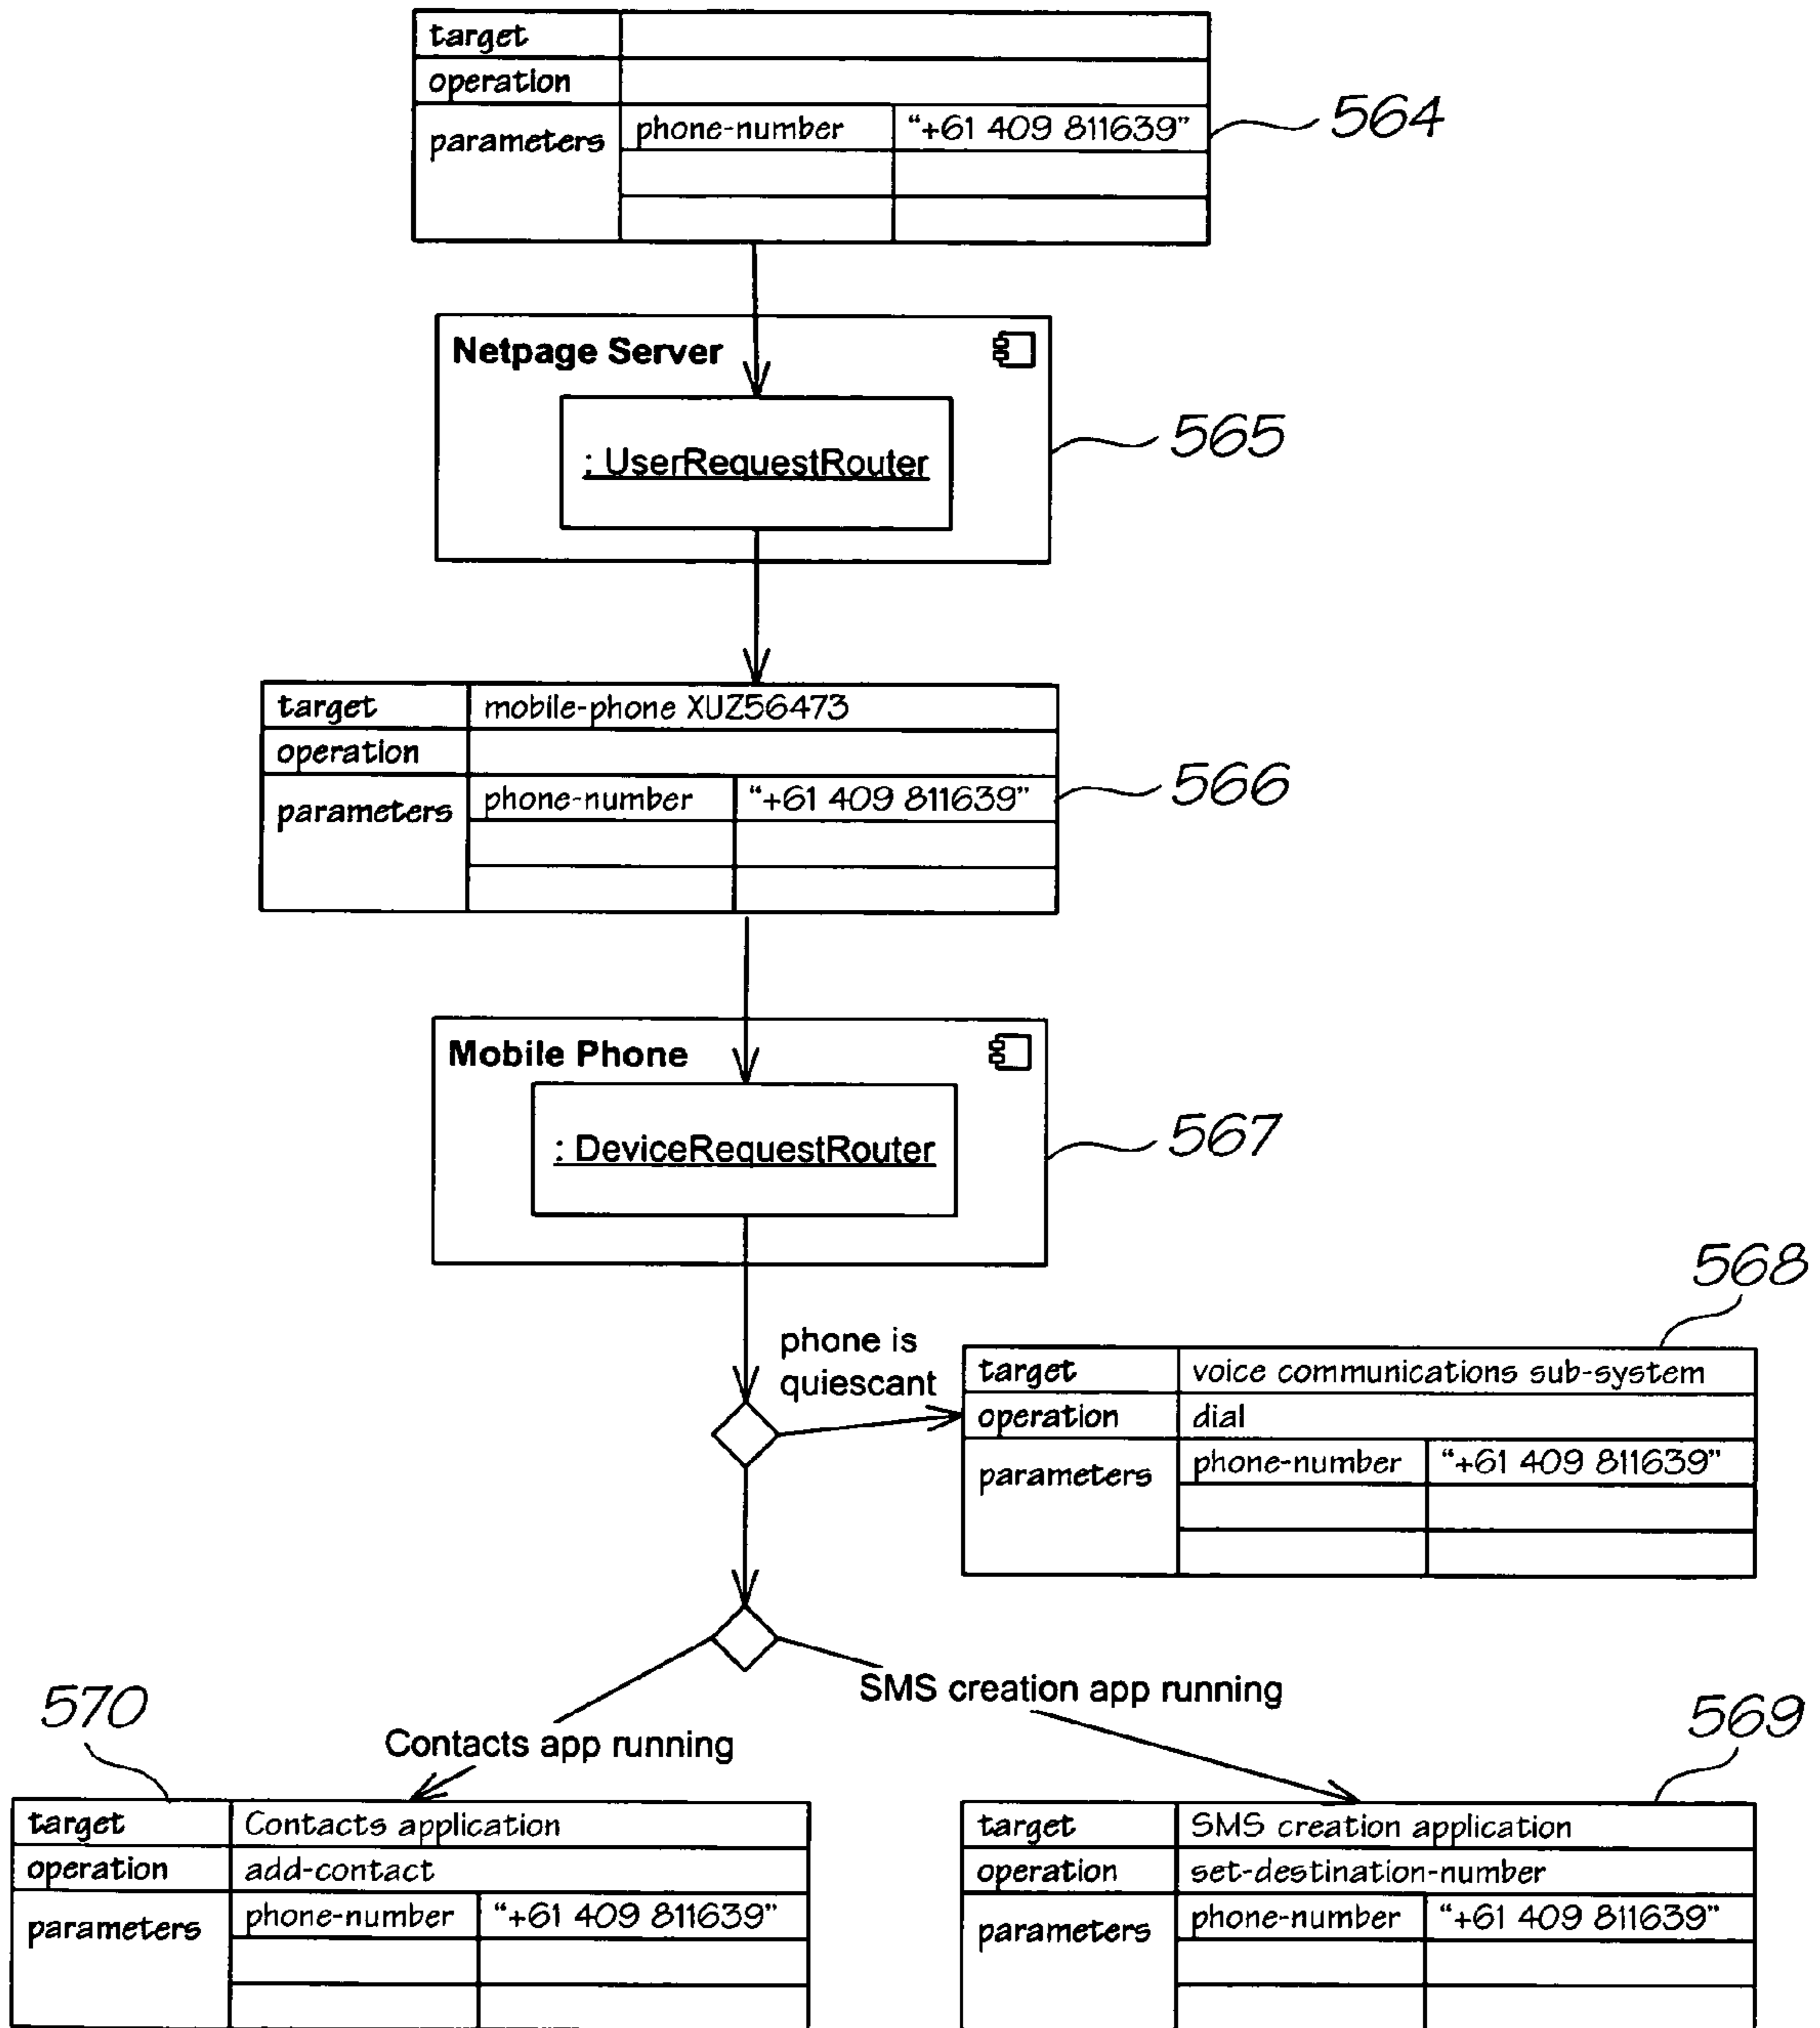 target
operation
parameters phone-number "+61 409 811639"
564
Netpage Server
: UserRequestRouter
565
target mobile-phone XUZ56473
operation
parameters phone-number "+61 409 811639"
566
Mobile Phone
: DeviceRequestRouter
567
568
phone is
quiescant
target voice communications sub-system
operation dial
parameters phone-number "+61 409 811639"
SMS creation app running
Contacts app running
570
target Contacts application
operation add-contact
parameters phone-number "+61 409 811639"
569
target SMS creation application
operation set-destination-number
parameters phone-number "+61 409 811639"